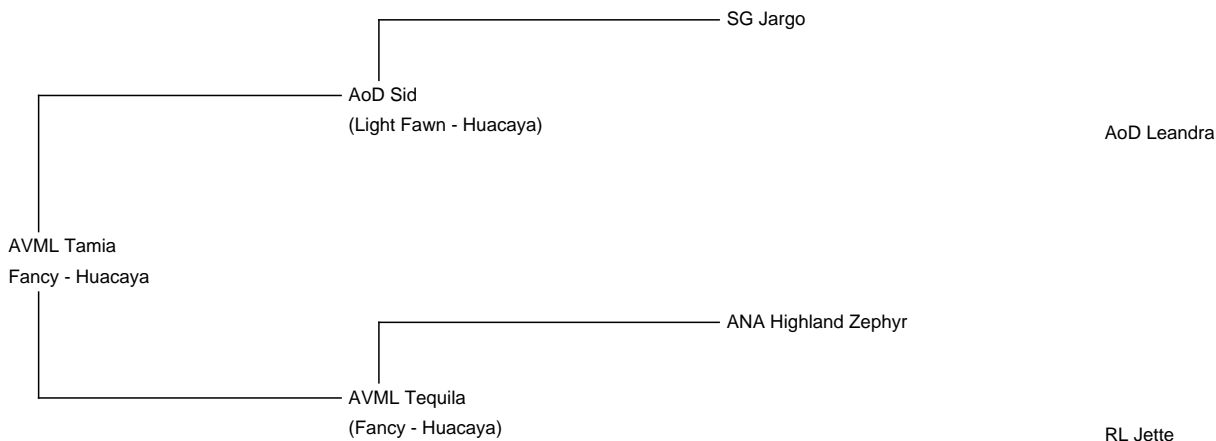 SG Jargo
AoD Sid
(Light Fawn - Huacaya)
AoD Leandra
AVML Tamia
Fancy - Huacaya
ANA Highland Zephyr
AVML Tequila
(Fancy - Huacaya)
RL Jette